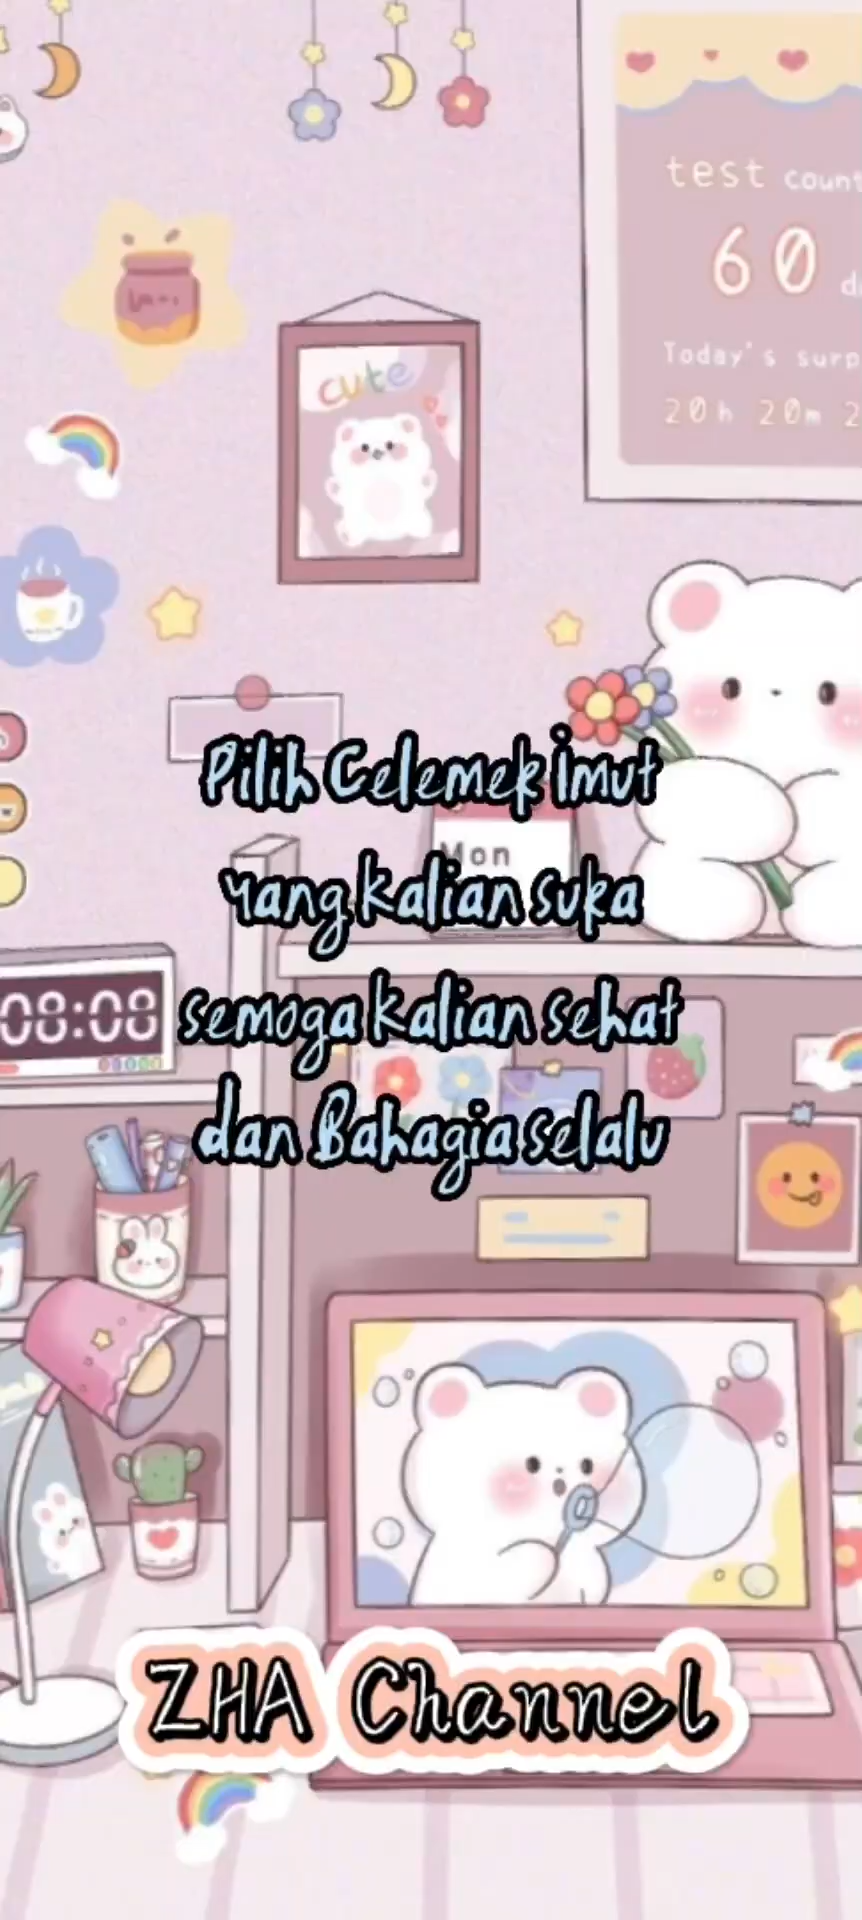 test count
60 d
Today's surp
20h 20m 2
cute
Pilih Celemek imut
Mon
yang kalian suka
08:08
semoga kalian sehat
dan Bahagia selalu
ZHA Channel